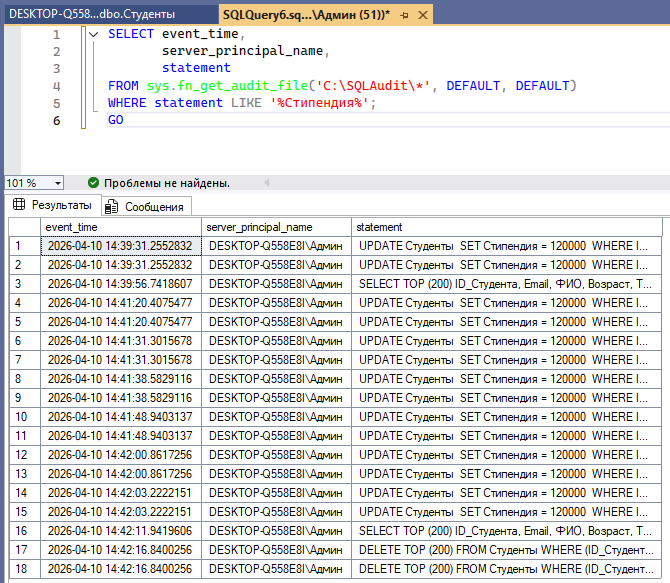 DESKTOP-Q558...dbo.Студенты SQLQuery6.sq...\Админ (51))*
1 SELECT event_time,
2 server_principal_name,
3 statement
4 FROM sys.fn_get_audit_file('C:\SQLAudit\*', DEFAULT, DEFAULT)
5 WHERE statement LIKE '%Стипендия%';
6 GO
101 % Проблемы не найдены.
Результаты Сообщения
event_time server_principal_name statement
1 2026-04-10 14:39:31.2552832 DESKTOP-Q558E8I\Админ UPDATE Студенты SET Стипендия = 120000 WHERE I...
2 2026-04-10 14:39:31.2552832 DESKTOP-Q558E8I\Админ UPDATE Студенты SET Стипендия = 120000 WHERE I...
3 2026-04-10 14:39:56.7418607 DESKTOP-Q558E8I\Админ SELECT TOP (200) ID_Студента, Email, ФИО, Возраст, Т...
4 2026-04-10 14:41:20.4075477 DESKTOP-Q558E8I\Админ UPDATE Студенты SET Стипендия = 120000 WHERE I...
5 2026-04-10 14:41:20.4075477 DESKTOP-Q558E8I\Админ UPDATE Студенты SET Стипендия = 120000 WHERE I...
6 2026-04-10 14:41:31.3015678 DESKTOP-Q558E8I\Админ UPDATE Студенты SET Стипендия = 120000 WHERE I...
7 2026-04-10 14:41:31.3015678 DESKTOP-Q558E8I\Админ UPDATE Студенты SET Стипендия = 120000 WHERE I...
8 2026-04-10 14:41:38.5829116 DESKTOP-Q558E8I\Админ UPDATE Студенты SET Стипендия = 120000 WHERE I...
9 2026-04-10 14:41:38.5829116 DESKTOP-Q558E8I\Админ UPDATE Студенты SET Стипендия = 120000 WHERE I...
10 2026-04-10 14:41:48.9403137 DESKTOP-Q558E8I\Админ UPDATE Студенты SET Стипендия = 120000 WHERE I...
11 2026-04-10 14:41:48.9403137 DESKTOP-Q558E8I\Админ UPDATE Студенты SET Стипендия = 120000 WHERE I...
12 2026-04-10 14:42:00.8617256 DESKTOP-Q558E8I\Админ UPDATE Студенты SET Стипендия = 120000 WHERE I...
13 2026-04-10 14:42:00.8617256 DESKTOP-Q558E8I\Админ UPDATE Студенты SET Стипендия = 120000 WHERE I...
14 2026-04-10 14:42:03.2222151 DESKTOP-Q558E8I\Админ UPDATE Студенты SET Стипендия = 120000 WHERE I...
15 2026-04-10 14:42:03.2222151 DESKTOP-Q558E8I\Админ UPDATE Студенты SET Стипендия = 120000 WHERE I...
16 2026-04-10 14:42:11.9419606 DESKTOP-Q558E8I\Админ SELECT TOP (200) ID_Студента, Email, ФИО, Возраст, Т...
17 2026-04-10 14:42:16.8400256 DESKTOP-Q558E8I\Админ DELETE TOP (200) FROM Студенты WHERE (ID_Студент...
18 2026-04-10 14:42:16.8400256 DESKTOP-Q558E8I\Админ DELETE TOP (200) FROM Студенты WHERE (ID_Студент...